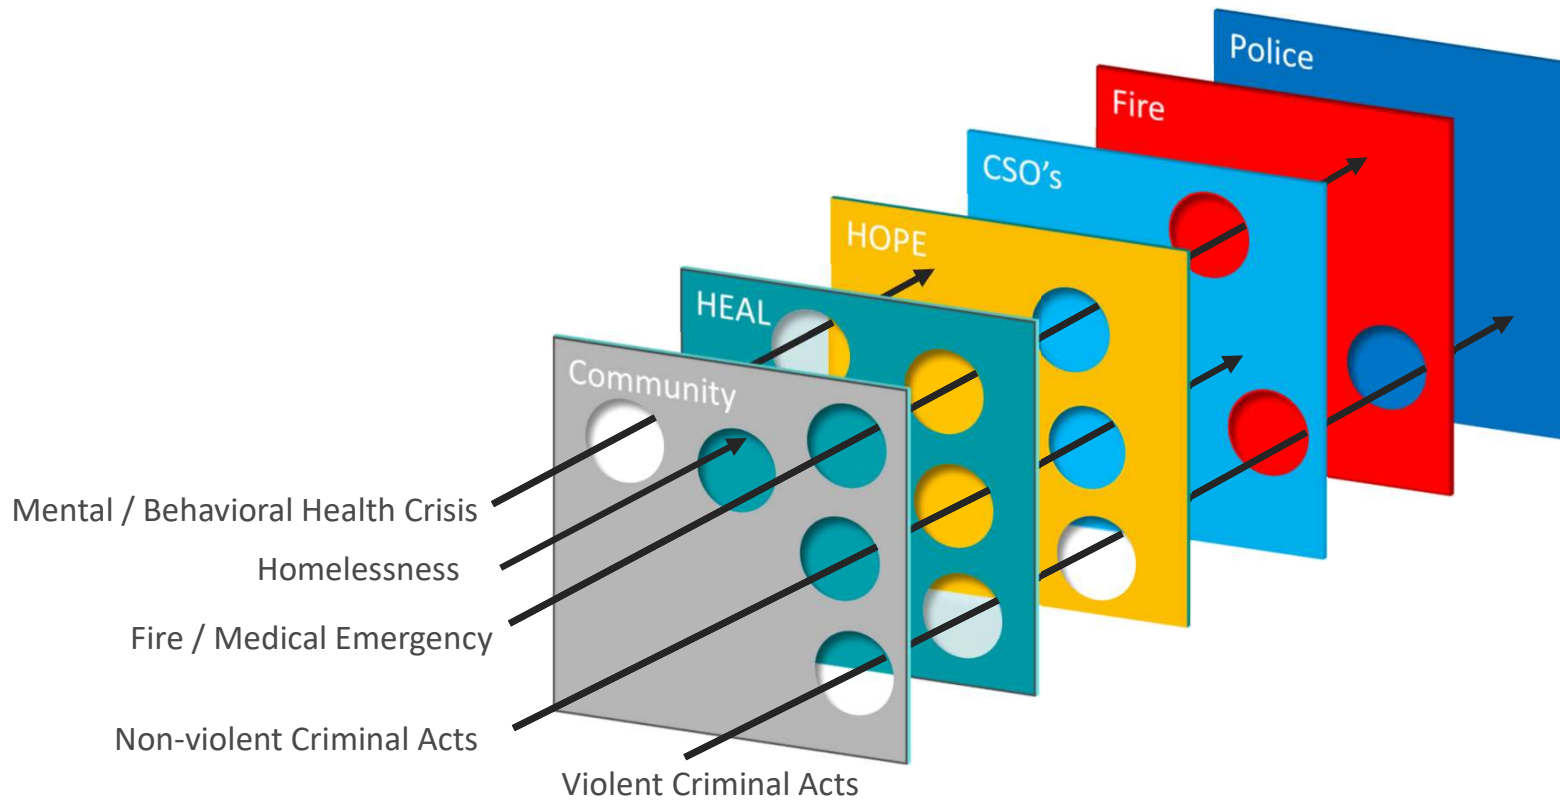 Police
Fire
CSO's
HOPE
HEAL
Community
Mental / Behavioral Health Crisis
Homelessness
Fire / Medical Emergency
Non-violent Criminal Acts
Violent Criminal Acts